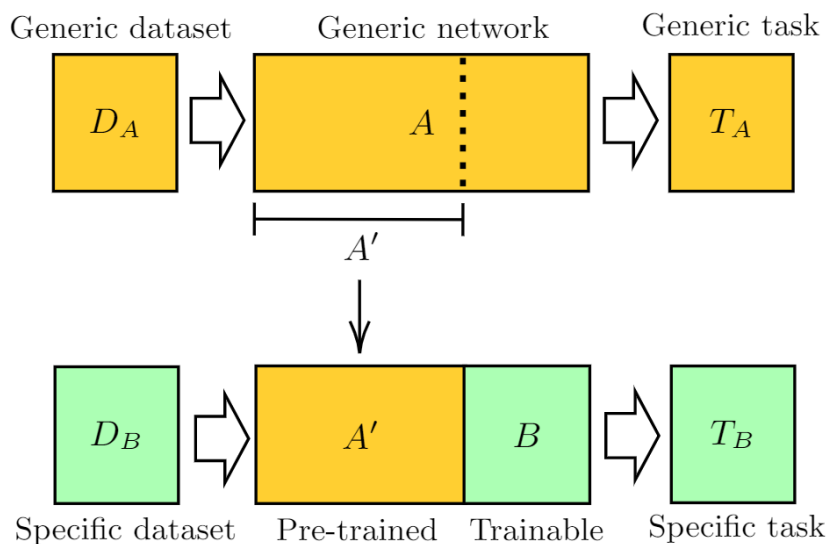 Generic dataset
Generic network
Generic task
D_A
A
T_A
A′
D_B
A′
B
T_B
Specific dataset
Pre-trained
Trainable
Specific task